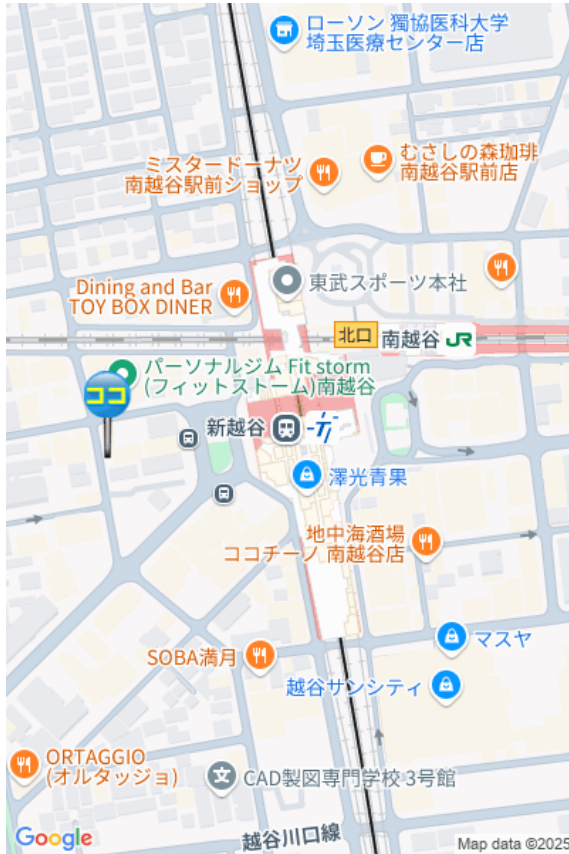 ローソン 獨協医科大学
埼玉医療センター店
むさしの森珈琲
南越谷駅前店
ミスタードーナツ
南越谷駅前ショップ
東武スポーツ本社
Dining and Bar
TOY BOX DINER
北口 南越谷 JR
パーソナルジム Fit storm
(フィットストーム)南越谷
ココ
新越谷
澤光青果
地中海酒場
ココチーノ 南越谷店
マスヤ
SOBA満月
越谷サンシティ
ORTAGGIO
(オルタッジョ)
文 CAD製図専門学校 3号館
越谷川口線
Google
Map data ©2025